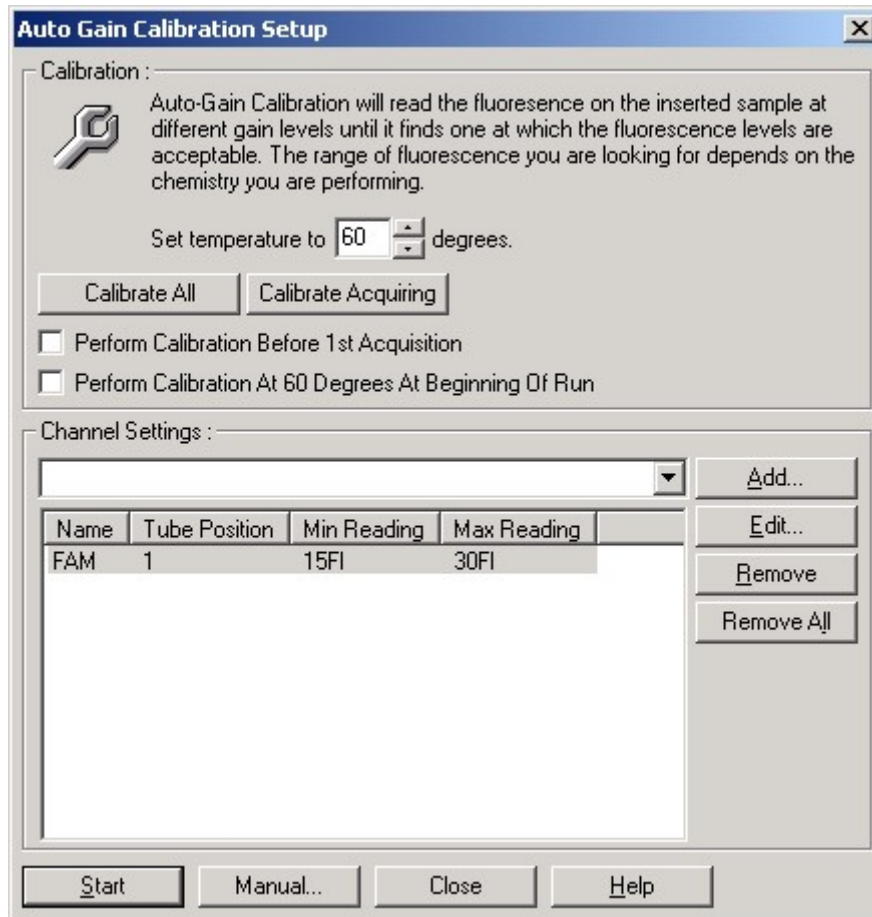 Auto Gain Calibration Setup
Calibration :
Auto-Gain Calibration will read the fluoresence on the inserted sample at
different gain levels until it finds one at which the fluorescence levels are
acceptable. The range of fluorescence you are looking for depends on the
chemistry you are performing.
Set temperature to 60 degrees.
Calibrate All Calibrate Acquiring
Perform Calibration Before 1st Acquisition
Perform Calibration At 60 Degrees At Beginning Of Run
Channel Settings :
Add...
Name Tube Position Min Reading Max Reading Edit...
FAM 1 15Fl 30Fl
Remove
Remove All
Start Manual... Close Help